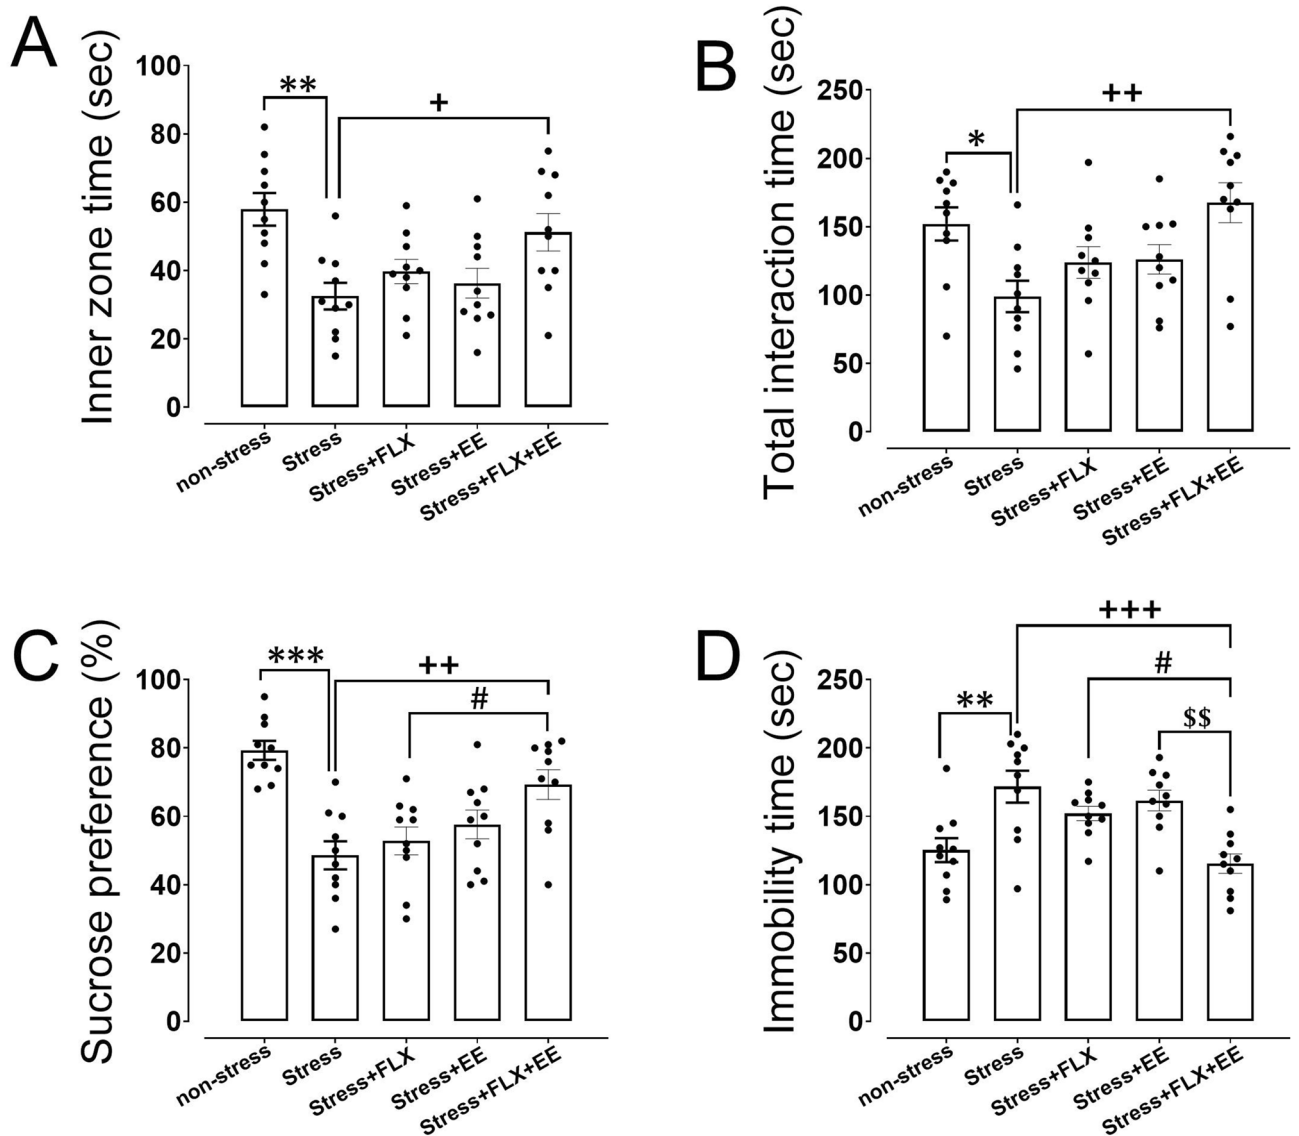 A
Inner zone time (sec)
100
80
60
40
20
0
**
+
non-stress
Stress
Stress+FLX
Stress+EE
Stress+FLX+EE
B
Total interaction time (sec)
250
200
150
100
50
0
*
++
non-stress
Stress
Stress+FLX
Stress+EE
Stress+FLX+EE
C
Sucrose preference (%)
100
80
60
40
20
0
***
++
#
non-stress
Stress
Stress+FLX
Stress+EE
Stress+FLX+EE
D
Immobility time (sec)
250
200
150
100
50
0
+++
#
**
$$
non-stress
Stress
Stress+FLX
Stress+EE
Stress+FLX+EE